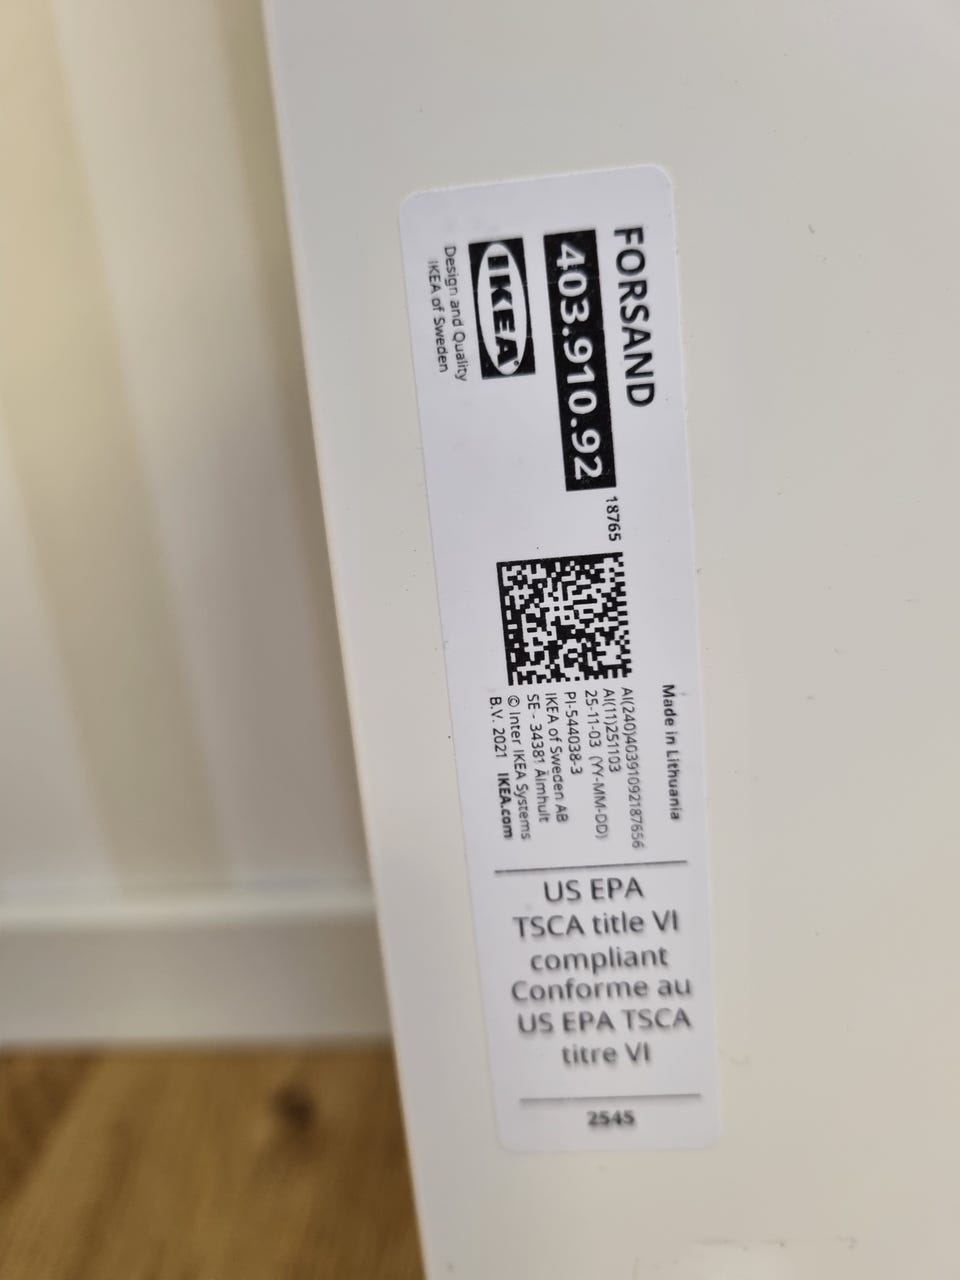 FORSAND
403.910.92
18765
IKEA
Design and Quality
IKEA of Sweden
Made in Lithuania
AI(240)40391092187656
AI(11)251103
25-11-03 (YY-MM-DD)
PI-544038-3
IKEA of Sweden AB
SE - 34381 Älmhult
© Inter IKEA Systems
B.V. 2021 IKEA.com
US EPA
TSCA title VI
compliant
Conforme au
US EPA TSCA
titre VI
2545